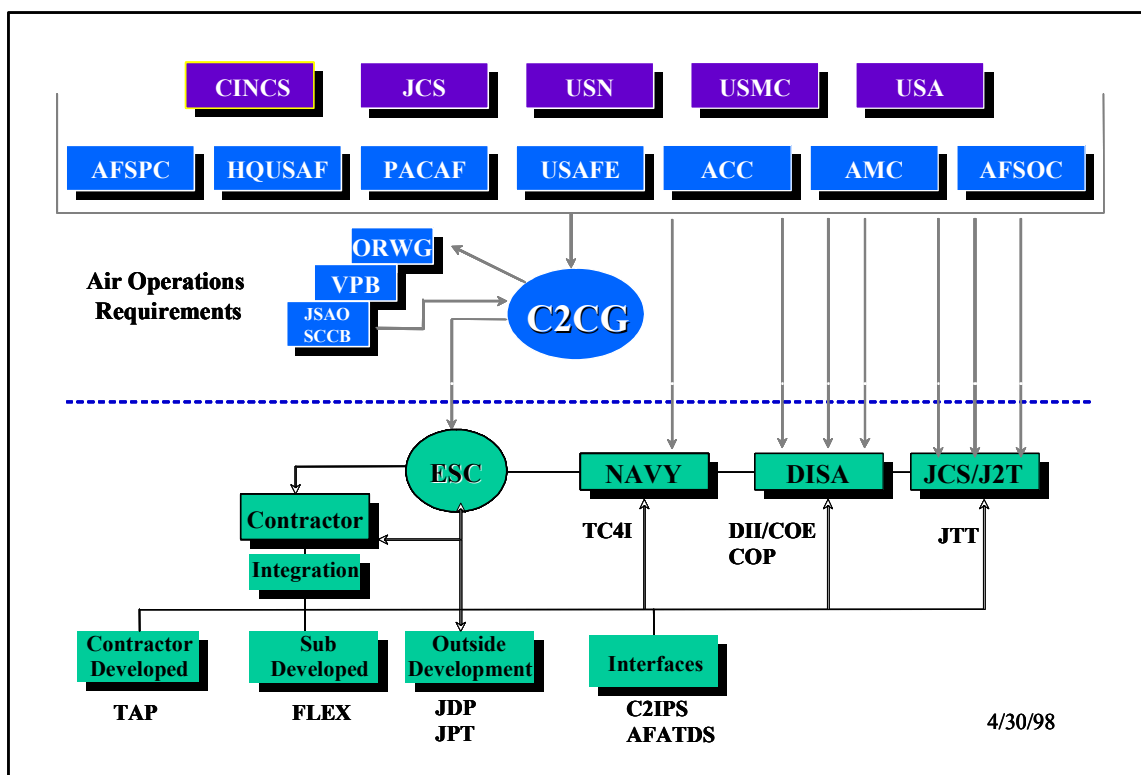 CINCS
JCS
USN
USMC
USA
AFSPC
HQUSAF
PACAF
USAFE
ACC
AMC
AFSOC
Air Operations
Requirements
ORWG
VPB
JSAO
SCCB
C2CG
ESC
NAVY
DISA
JCS/J2T
TC4I
DII/COE
COP
JTT
Contractor
Integration
Contractor
Developed
Sub
Developed
Outside
Development
Interfaces
TAP
FLEX
JDP
JPT
C2IPS
AFATDS
4/30/98